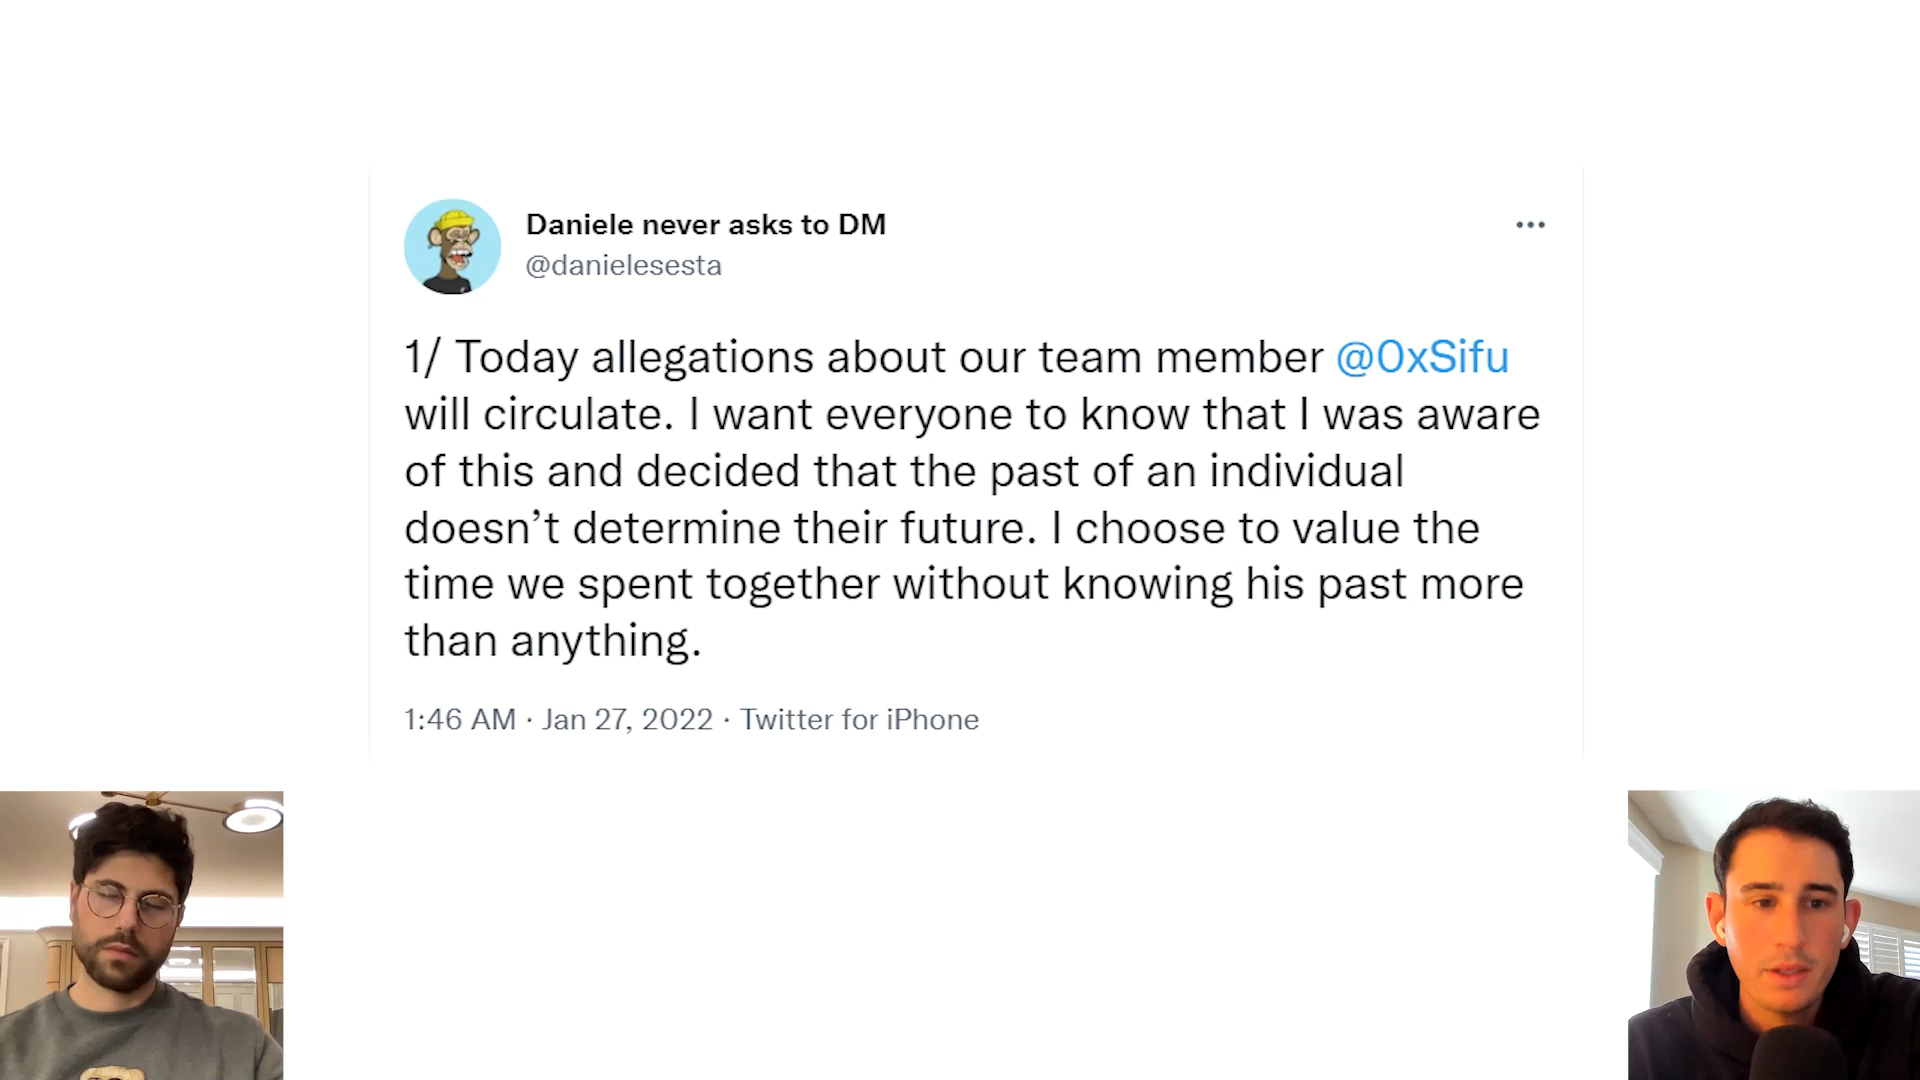 Daniele never asks to DM
@danielesesta
1/ Today allegations about our team member @0xSifu
will circulate. I want everyone to know that I was aware
of this and decided that the past of an individual
doesn’t determine their future. I choose to value the
time we spent together without knowing his past more
than anything.
1:46 AM · Jan 27, 2022 · Twitter for iPhone